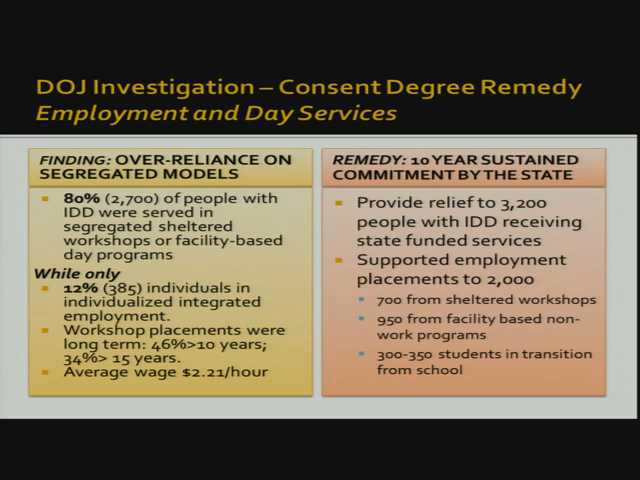 DOJ Investigation – Consent Degree Remedy
Employment and Day Services
FINDING: OVER-RELIANCE ON
SEGREGATED MODELS
80% (2,700) of people with
IDD were served in
segregated sheltered
workshops or facility-based
day programs
While only
12% (385) individuals in
individualized integrated
employment.
Workshop placements were
long term: 46%>10 years;
34%> 15 years.
Average wage $2.21/hour
REMEDY: 10 YEAR SUSTAINED
COMMITMENT BY THE STATE
Provide relief to 3,200
people with IDD receiving
state funded services
Supported employment
placements to 2,000
700 from sheltered workshops
950 from facility based non-
work programs
300-350 students in transition
from school